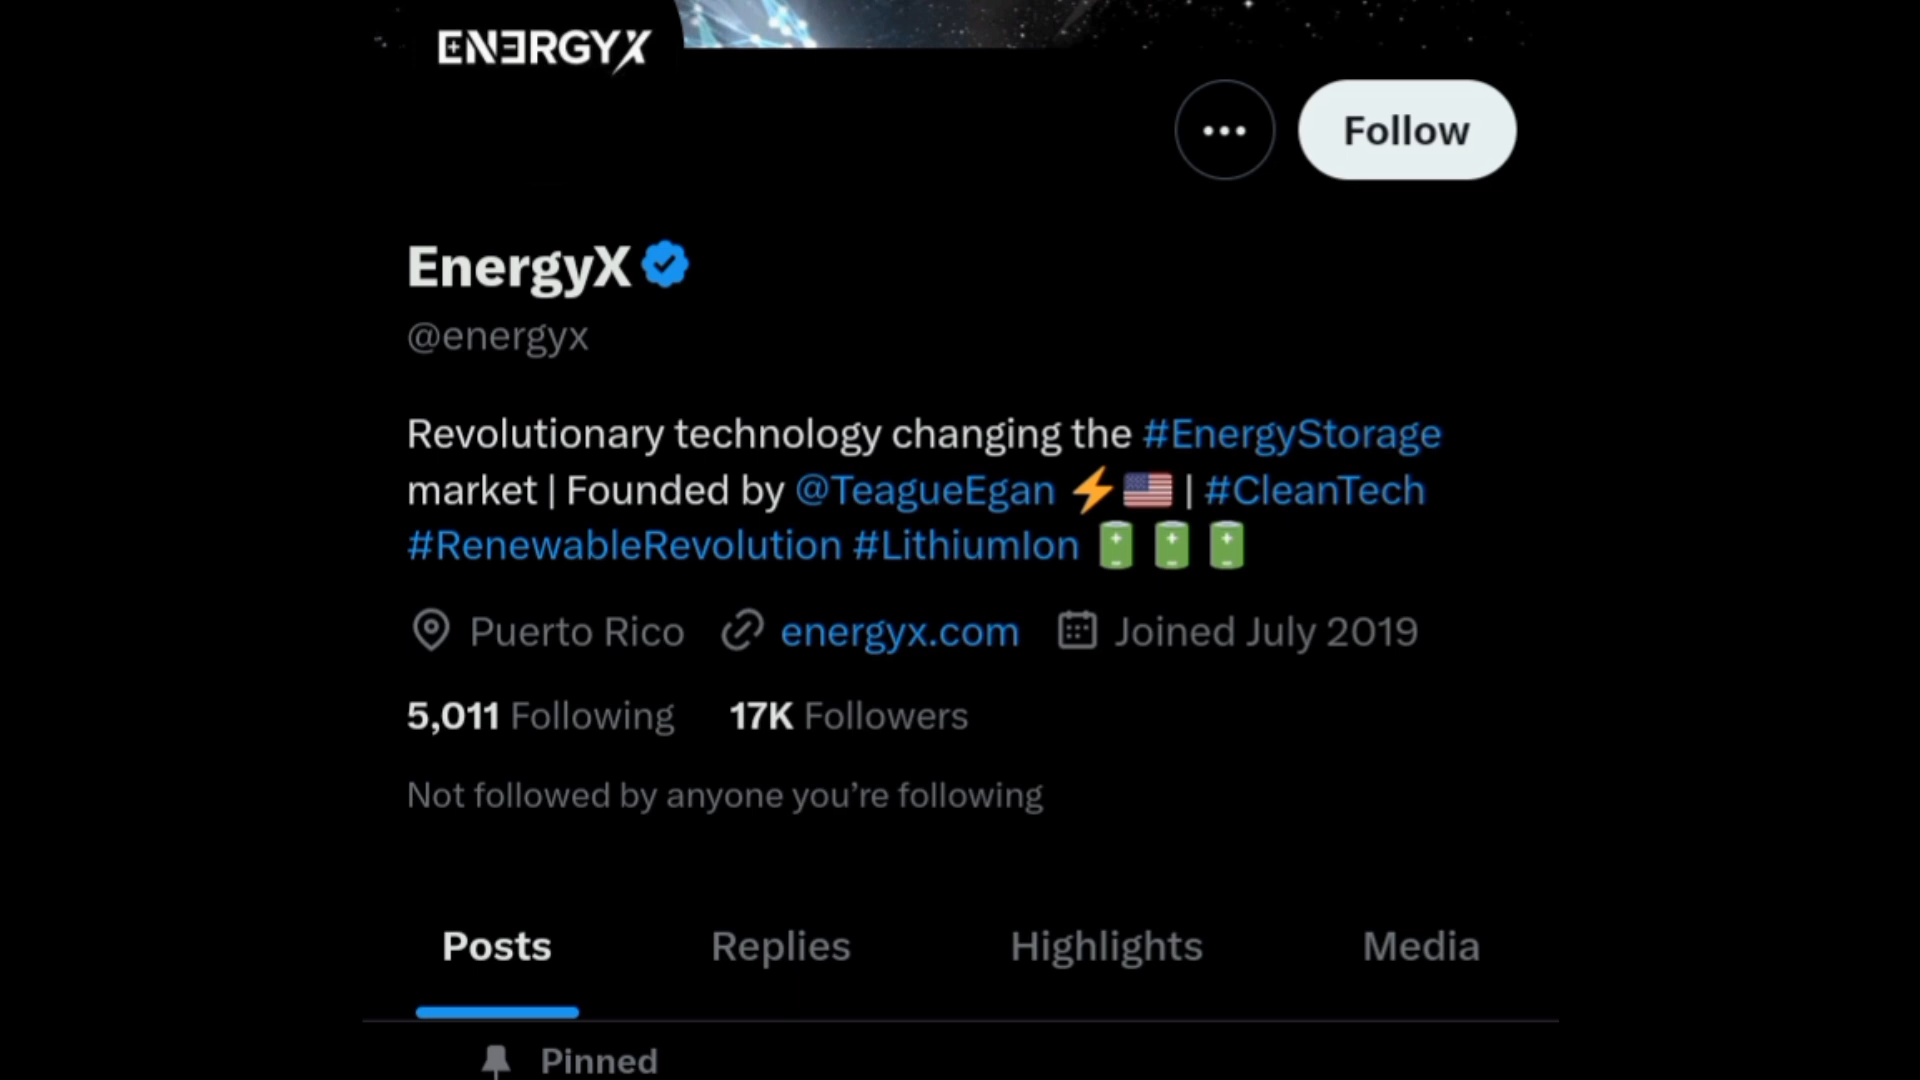 ENERGYX
Follow
EnergyX
@energyx
Revolutionary technology changing the #EnergyStorage
market | Founded by @TeagueEgan ⚡🇺🇸 | #CleanTech
#RenewableRevolution #LithiumIon 🔋🔋🔋
Puerto Rico energyx.com Joined July 2019
5,011 Following 17K Followers
Not followed by anyone you’re following
Posts Replies Highlights Media
Pinned